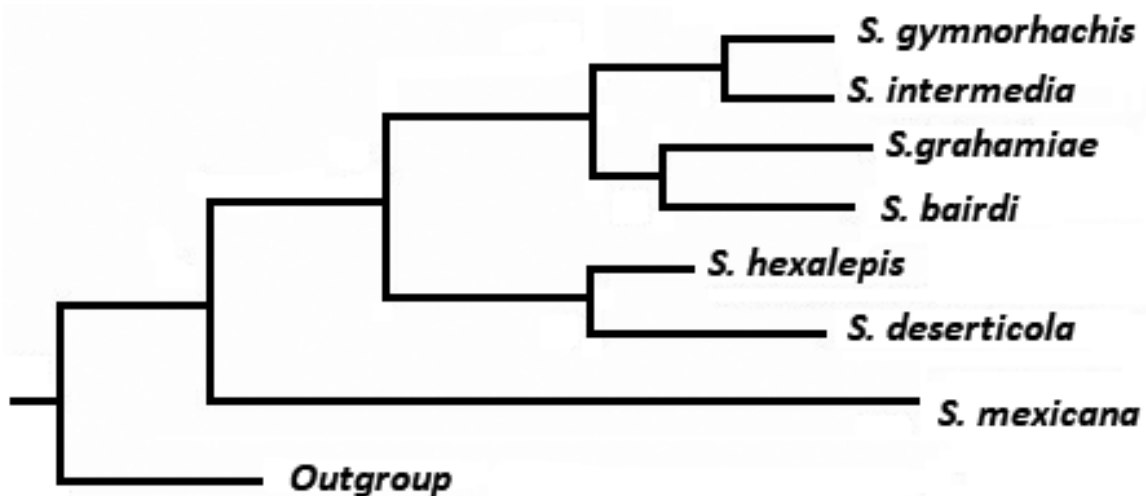 S. gymnorhachis
S. intermedia
S.grahamiae
S. bairdi
S. hexalepis
S. deserticola
S. mexicana
Outgroup